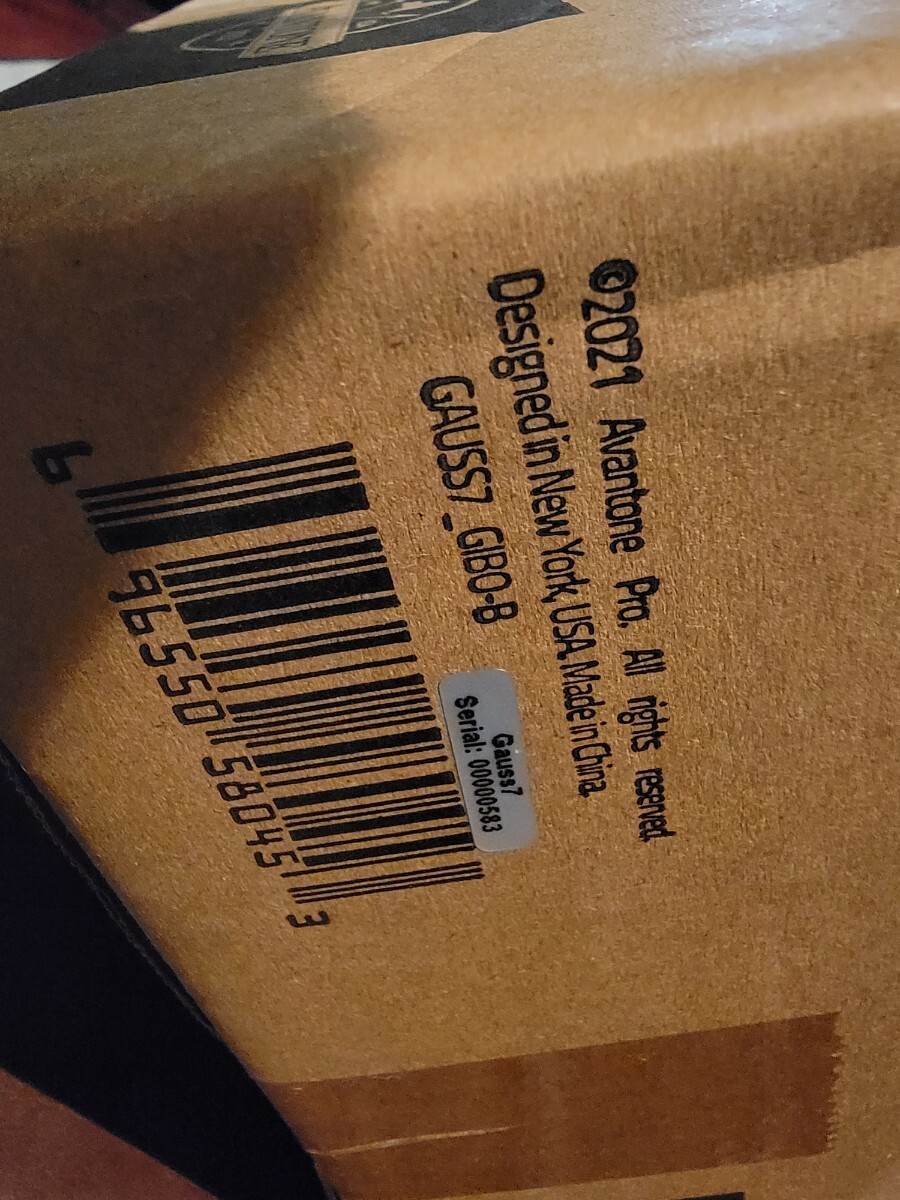 ©2021 Avantone Pro. All rights reserved.
Designed in New York, USA. Made in China.
GAUSS7_GIBO-B
Gauss7
Serial: 00000583
6 96550 58045 3